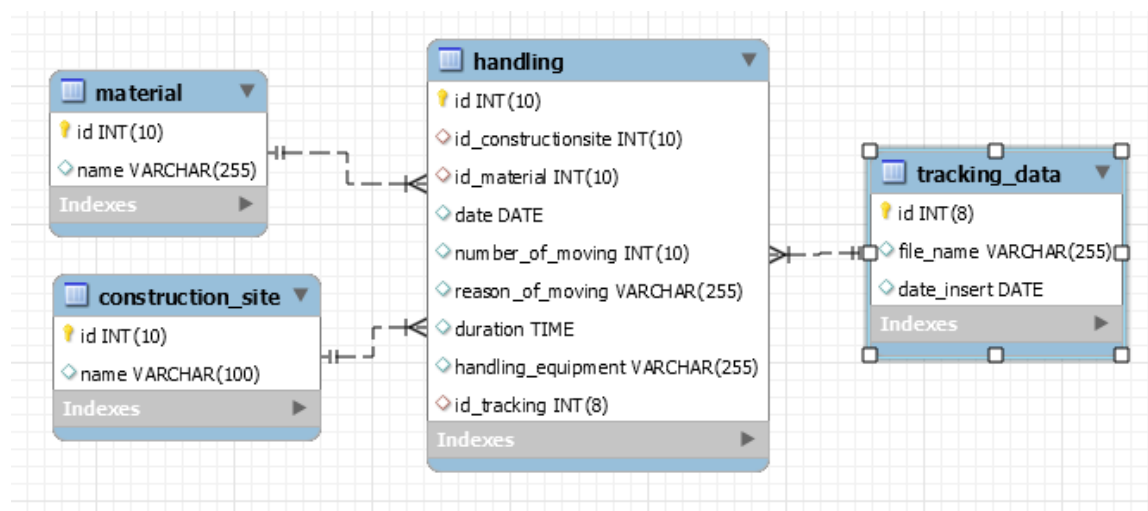 material
id INT(10)
name VARCHAR(255)
Indexes
construction_site
id INT(10)
name VARCHAR(100)
Indexes
handling
id INT(10)
id_constructionsite INT(10)
id_material INT(10)
date DATE
number_of_moving INT(10)
reason_of_moving VARCHAR(255)
duration TIME
handling_equipment VARCHAR(255)
id_tracking INT(8)
Indexes
tracking_data
id INT(8)
file_name VARCHAR(255)
date_insert DATE
Indexes